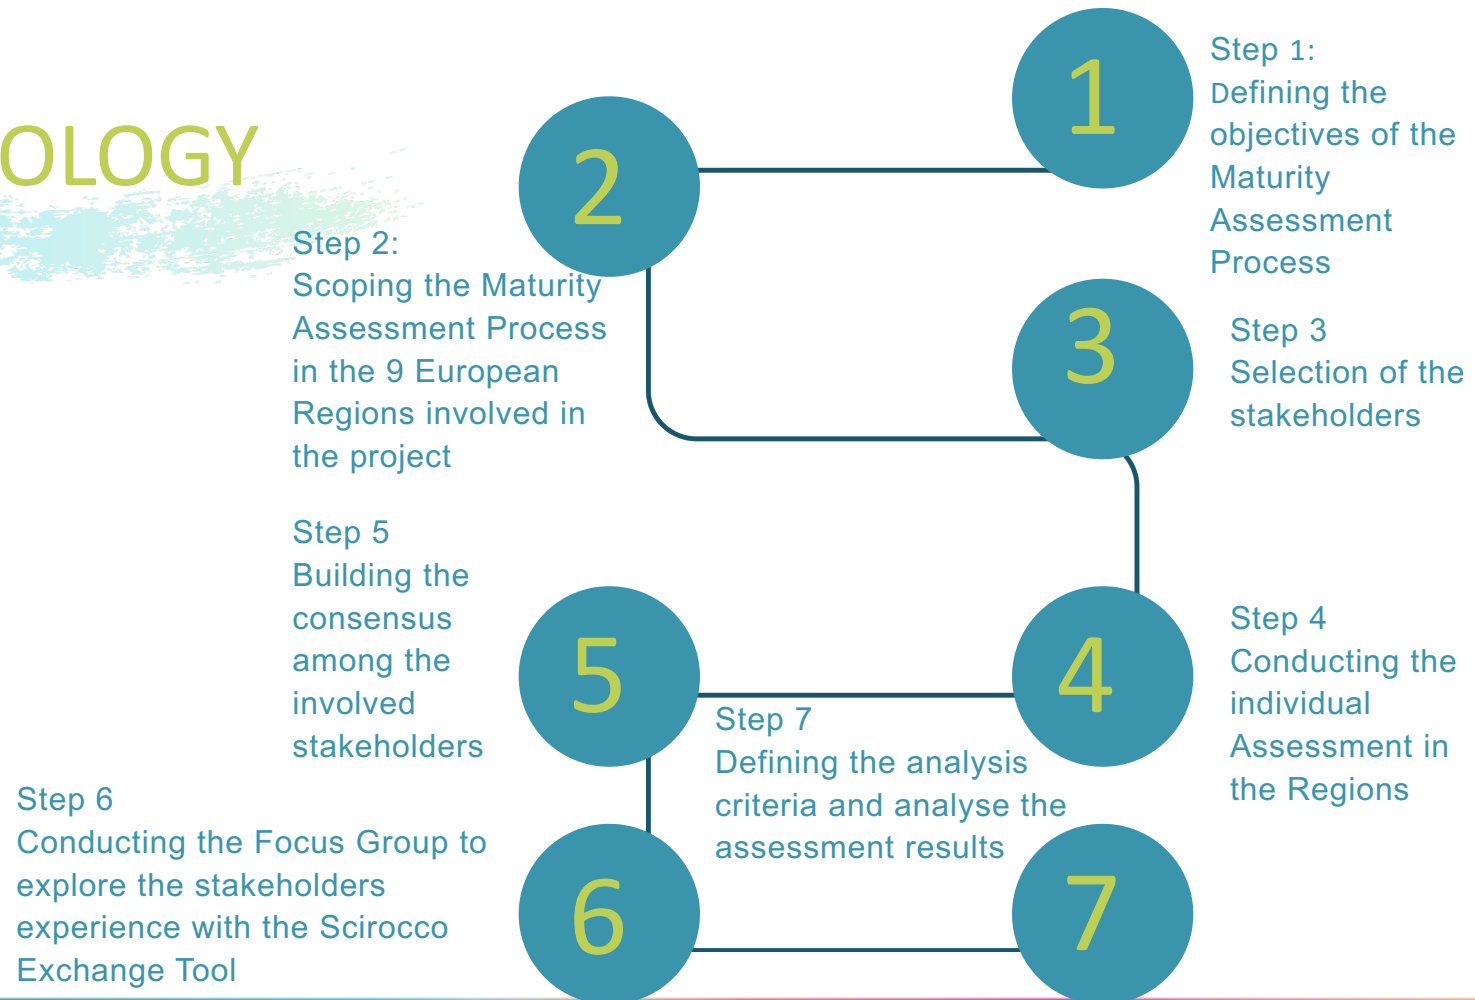 OLOGY
1
Step 1:
Defining the
objectives of the
Maturity
Assessment
Process
2
Step 2:
Scoping the Maturity
Assessment Process
in the 9 European
Regions involved in
the project
3
Step 3
Selection of the
stakeholders
4
Step 4
Conducting the
individual
Assessment in
the Regions
5
Step 5
Building the
consensus
among the
involved
stakeholders
6
Step 6
Conducting the Focus Group to
explore the stakeholders
experience with the Scirocco
Exchange Tool
7
Step 7
Defining the analysis
criteria and analyse the
assessment results